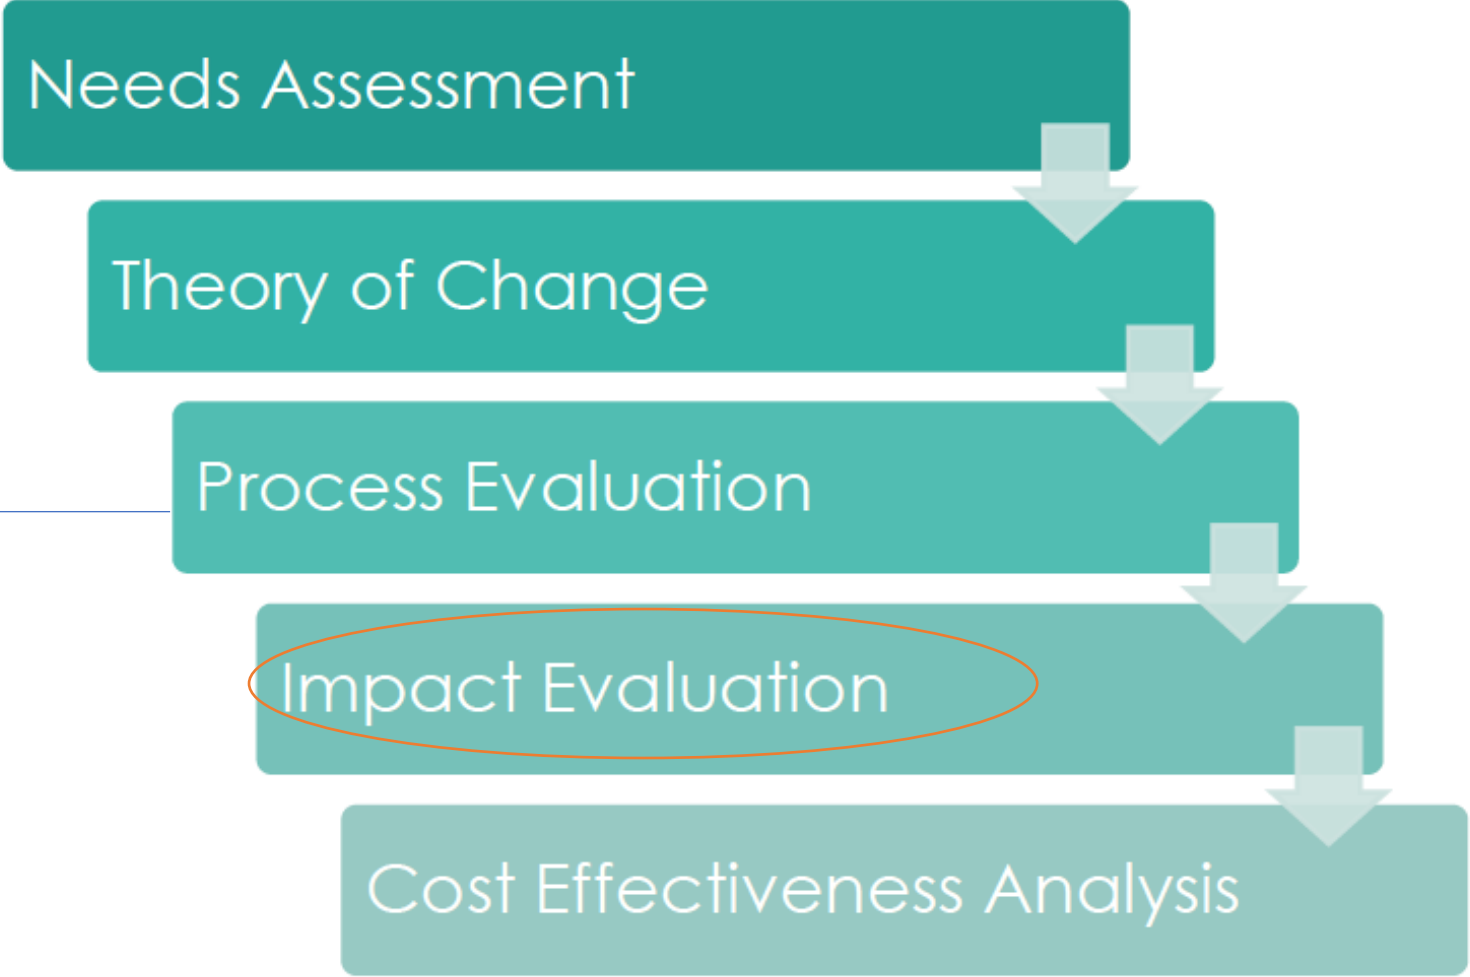 Needs Assessment
Theory of Change
Process Evaluation
Impact Evaluation
Cost Effectiveness Analysis